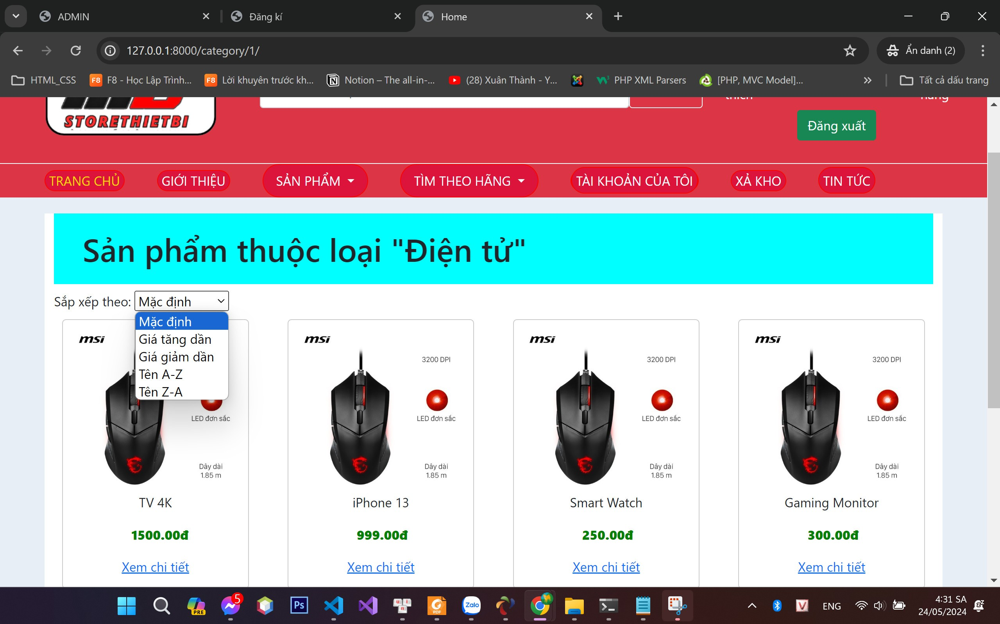 ADMIN
Đăng kí
Home
127.0.0.1:8000/category/1/
Ẩn danh (2)
HTML_CSS
F8 - Học Lập Trình...
Lời khuyên trước kh...
Notion – The all-in-...
(28) Xuân Thành - Y...
PHP XML Parsers
[PHP, MVC Model]...
Tất cả dấu trang
STORETHIETBI
Đăng xuất
TRANG CHỦ
GIỚI THIỆU
SẢN PHẨM
TÌM THEO HÃNG
TÀI KHOẢN CỦA TÔI
XẢ KHO
TIN TỨC
Sản phẩm thuộc loại "Điện tử"
Sắp xếp theo: Mặc định
Mặc định
Giá tăng dần
Giá giảm dần
Tên A-Z
Tên Z-A
msi
LED đơn sắc
Dây dài
1.85 m
TV 4K
1500.00đ
Xem chi tiết
msi
3200 DPI
LED đơn sắc
Dây dài
1.85 m
iPhone 13
999.00đ
Xem chi tiết
msi
3200 DPI
LED đơn sắc
Dây dài
1.85 m
Smart Watch
250.00đ
Xem chi tiết
msi
3200 DPI
LED đơn sắc
Dây dài
1.85 m
Gaming Monitor
300.00đ
Xem chi tiết
PRE
5
Ps
u i n
PDF
Zalo
V
ENG
4:31 SA
24/05/2024